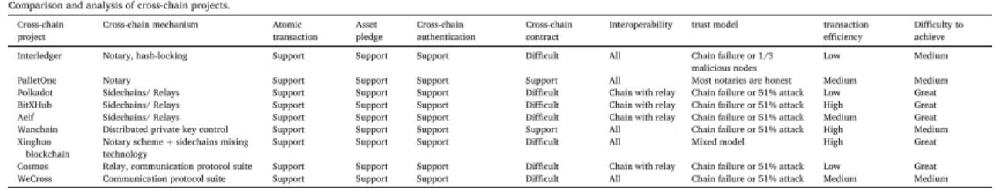 Comparison and analysis of cross-chain projects.
Cross-chain project Cross-chain mechanism Atomic transaction Asset pledge Cross-chain authentication Cross-chain contract Interoperability trust model transaction efficiency Difficulty to achieve
Interledger Notary, hash-locking Support Support Support Difficult All Chain failure or 1/3 malicious nodes Low Medium
PalletOne Notary Support Support Support Support All Most notaries are honest Medium Medium
Polkadot Sidechains/ Relays Support Support Support Difficult Chain with relay Chain failure or 51% attack Low Great
BitXHub Sidechains/ Relays Support Support Support Difficult Chain with relay Chain failure or 51% attack High Great
Aelf Sidechains/ Relays Support Support Support Difficult Chain with relay Chain failure or 51% attack Medium Great
Wanchain Distributed private key control Support Support Support Support All Chain failure or 51% attack High Medium
Xinghuo blockchain Notary scheme + sidechains mixing technology Support Support Support Difficult All Mixed model High Great
Cosmos Relay, communication protocol suite Support Support Support Difficult Chain with relay Chain failure or 51% attack Low Great
WeCross Communication protocol suite Support Support Support Difficult All Chain failure or 51% attack Medium Medium